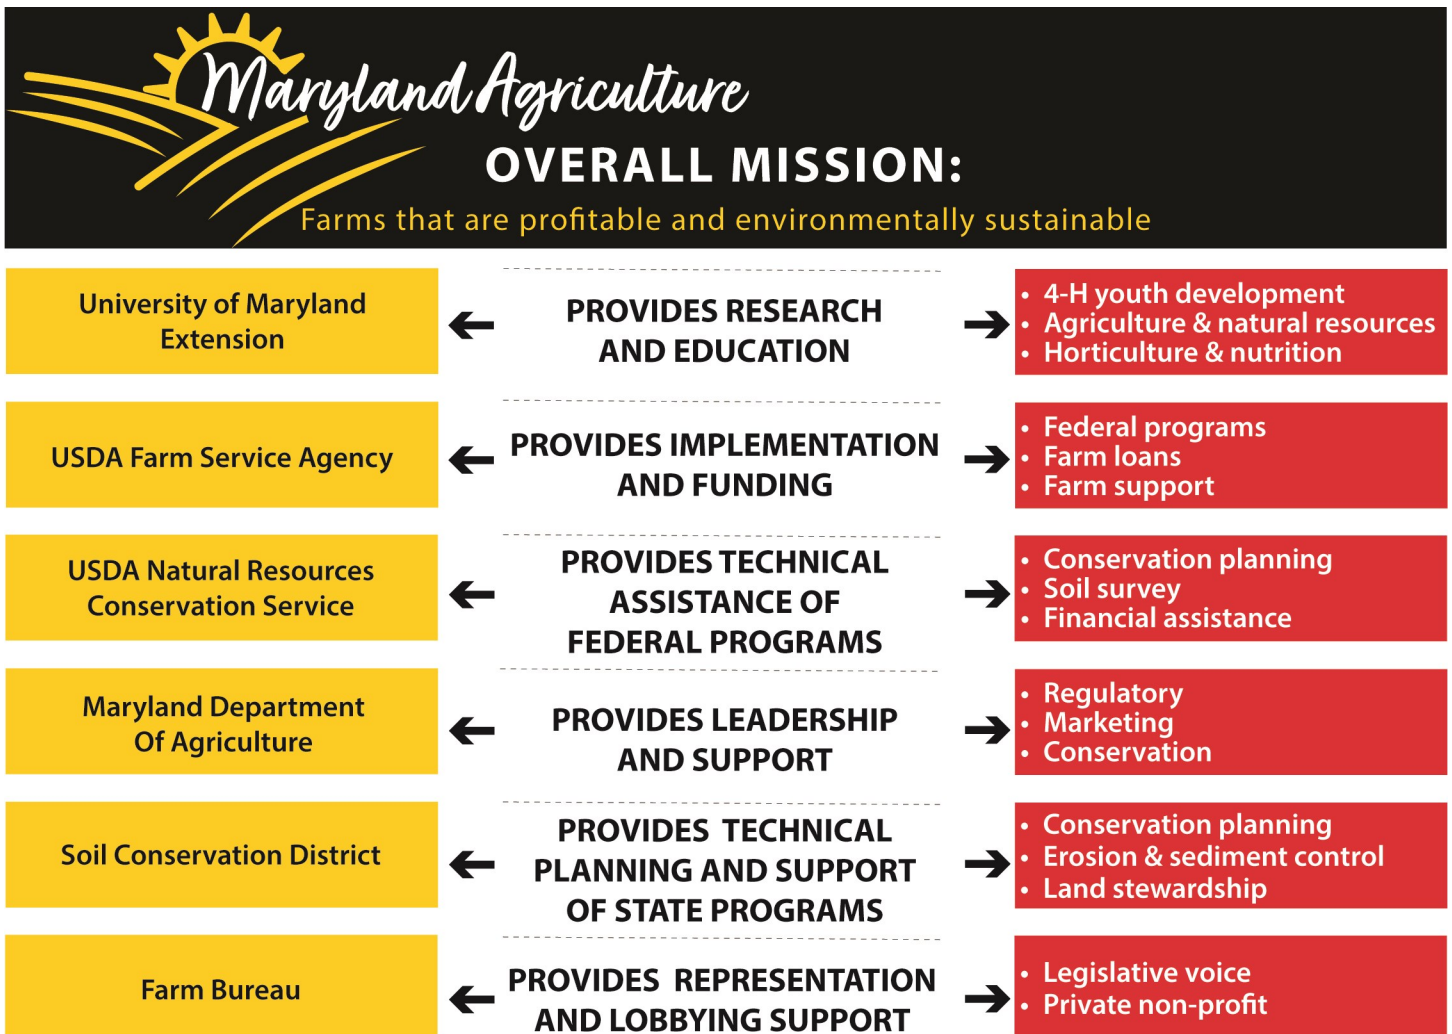 Maryland Agriculture
OVERALL MISSION:
Farms that are profitable and environmentally sustainable
University of Maryland
Extension
PROVIDES RESEARCH
AND EDUCATION
• 4-H youth development
• Agriculture & natural resources
• Horticulture & nutrition
USDA Farm Service Agency
PROVIDES IMPLEMENTATION
AND FUNDING
• Federal programs
• Farm loans
• Farm support
USDA Natural Resources
Conservation Service
PROVIDES TECHNICAL
ASSISTANCE OF
FEDERAL PROGRAMS
• Conservation planning
• Soil survey
• Financial assistance
Maryland Department
Of Agriculture
PROVIDES LEADERSHIP
AND SUPPORT
• Regulatory
• Marketing
• Conservation
Soil Conservation District
PROVIDES TECHNICAL
PLANNING AND SUPPORT
OF STATE PROGRAMS
• Conservation planning
• Erosion & sediment control
• Land stewardship
Farm Bureau
PROVIDES REPRESENTATION
AND LOBBYING SUPPORT
• Legislative voice
• Private non-profit